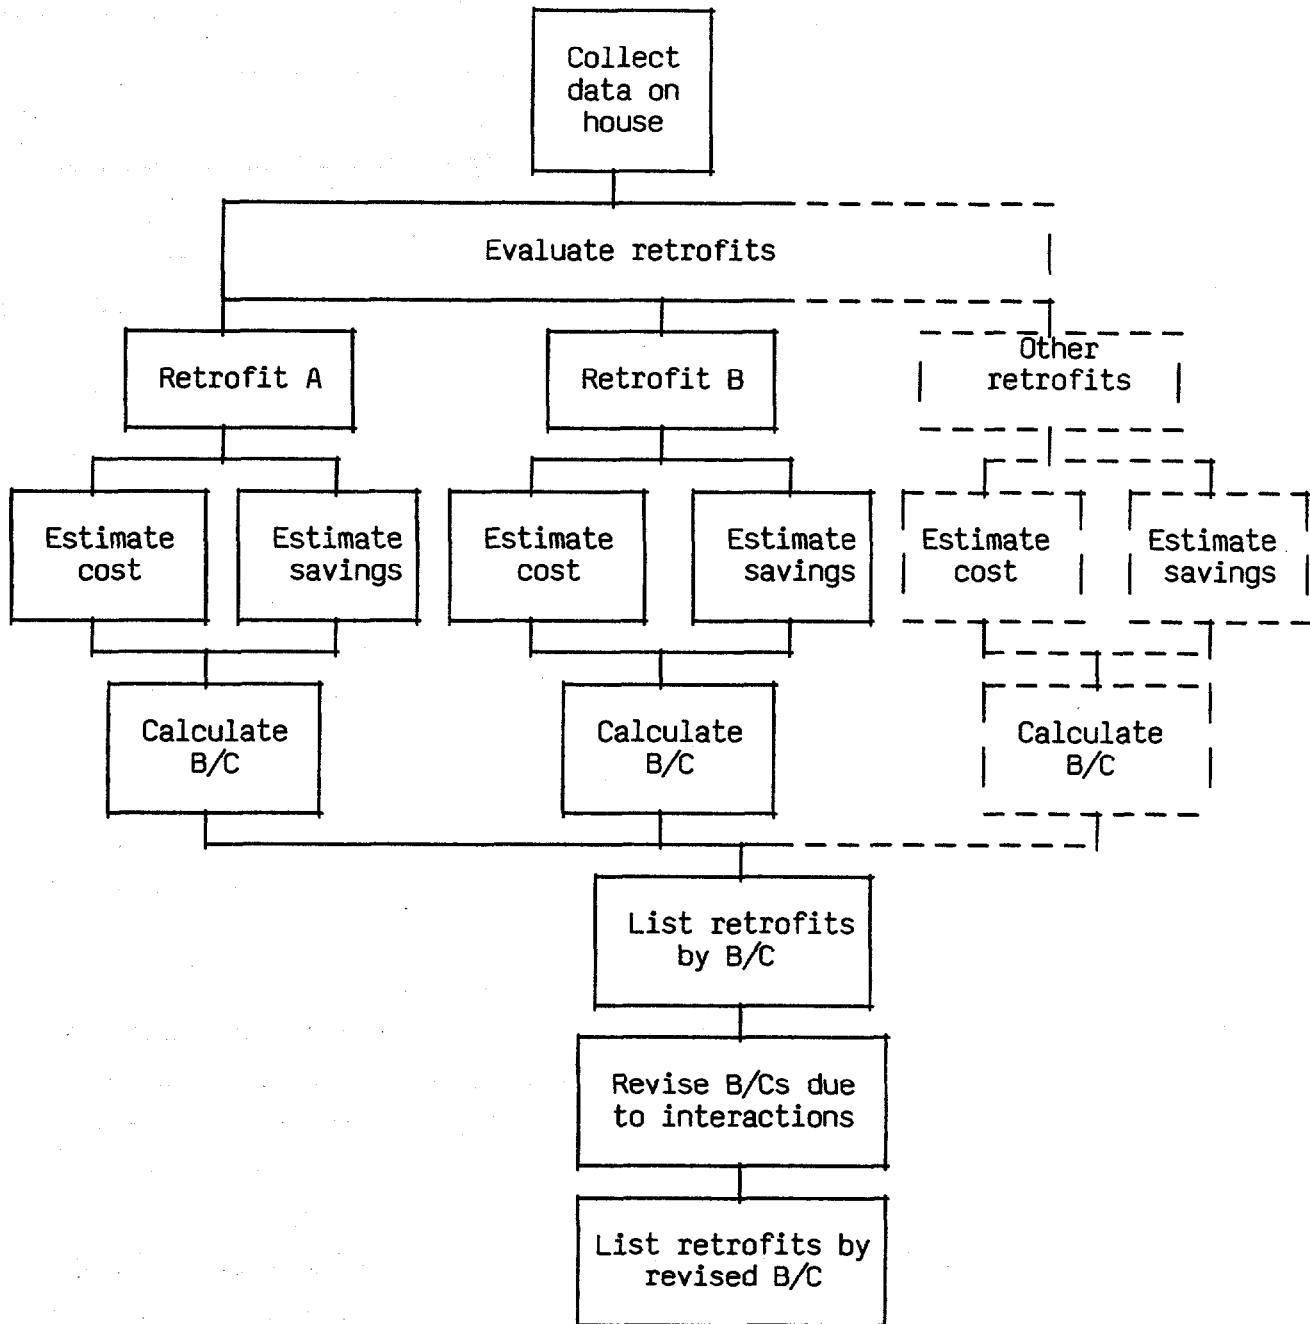 Collect
data on
house
Evaluate retrofits
Retrofit A
Retrofit B
Other
retrofits
Estimate
cost
Estimate
savings
Estimate
cost
Estimate
savings
Estimate
cost
Estimate
savings
Calculate
B/C
Calculate
B/C
Calculate
B/C
List retrofits
by B/C
Revise B/Cs due
to interactions
List retrofits by
revised B/C